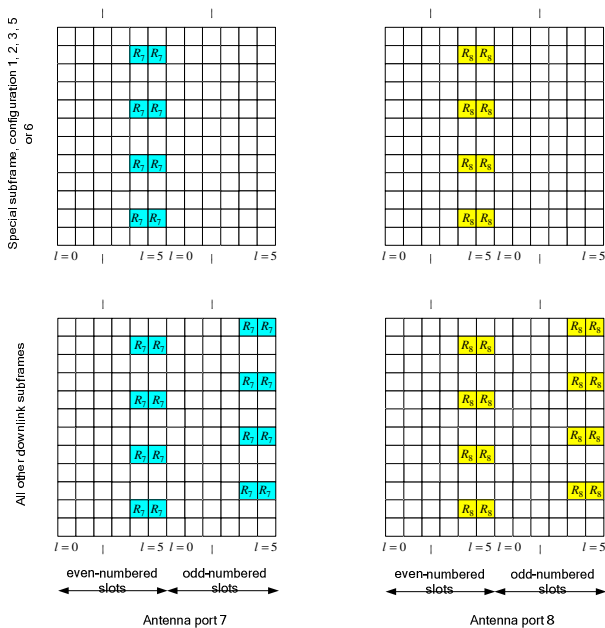 Special subframe, configuration 1, 2, 3, 5
or 6
R7 R7 R8 R8
R7 R7 R8 R8
R7 R7 R8 R8
R7 R7 R8 R8
l = 0 l = 5 l = 0 l = 5 l = 0 l = 5 l = 0 l = 5
All other downlink subframes
R7 R7 R8 R8
R7 R7 R8 R8
R7 R7 R8 R8
R7 R7 R8 R8
R7 R7 R8 R8
R7 R7 R8 R8
R7 R7 R8 R8
R7 R7 R8 R8
l = 0 l = 5 l = 0 l = 5 l = 0 l = 5 l = 0 l = 5
even-numbered odd-numbered even-numbered odd-numbered
slots slots slots slots
Antenna port 7 Antenna port 8